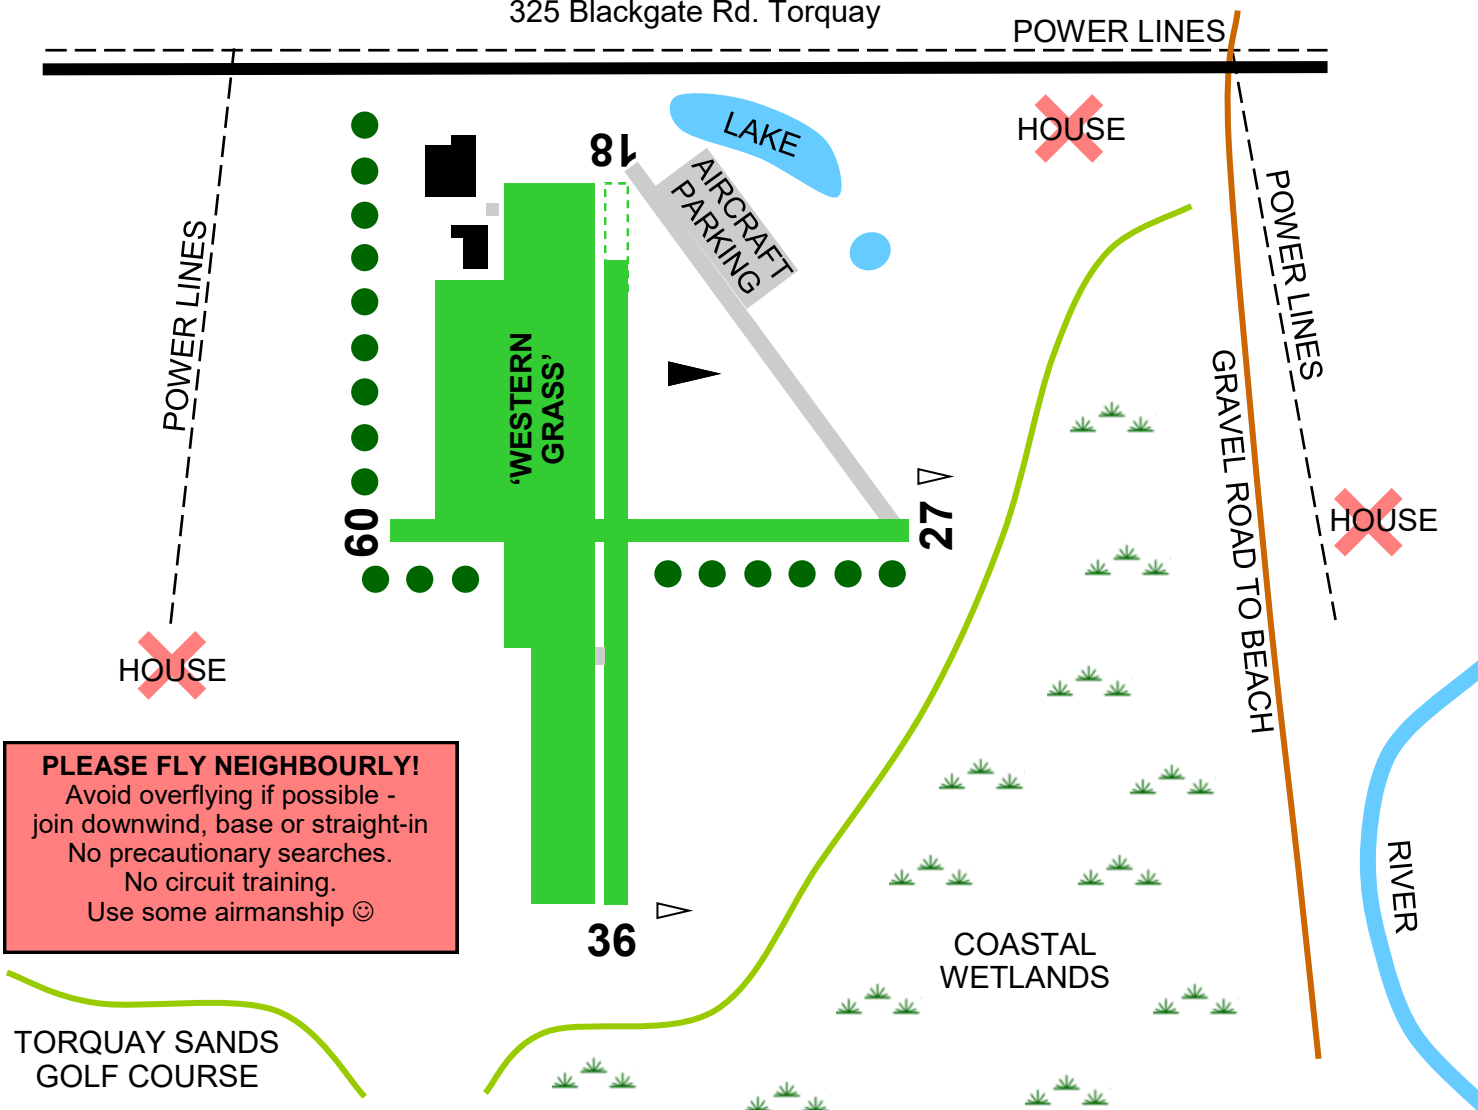 325 Blackgate Rd. Torquay
POWER LINES
LAKE
HOUSE
18
AIRCRAFT
PARKING
POWER LINES
POWER LINES
'WESTERN
GRASS'
GRAVEL ROAD TO BEACH
09
27
HOUSE
HOUSE
PLEASE FLY NEIGHBOURLY!
Avoid overflying if possible -
join downwind, base or straight-in
No precautionary searches.
No circuit training.
Use some airmanship ☺
RIVER
36
COASTAL
WETLANDS
TORQUAY SANDS
GOLF COURSE